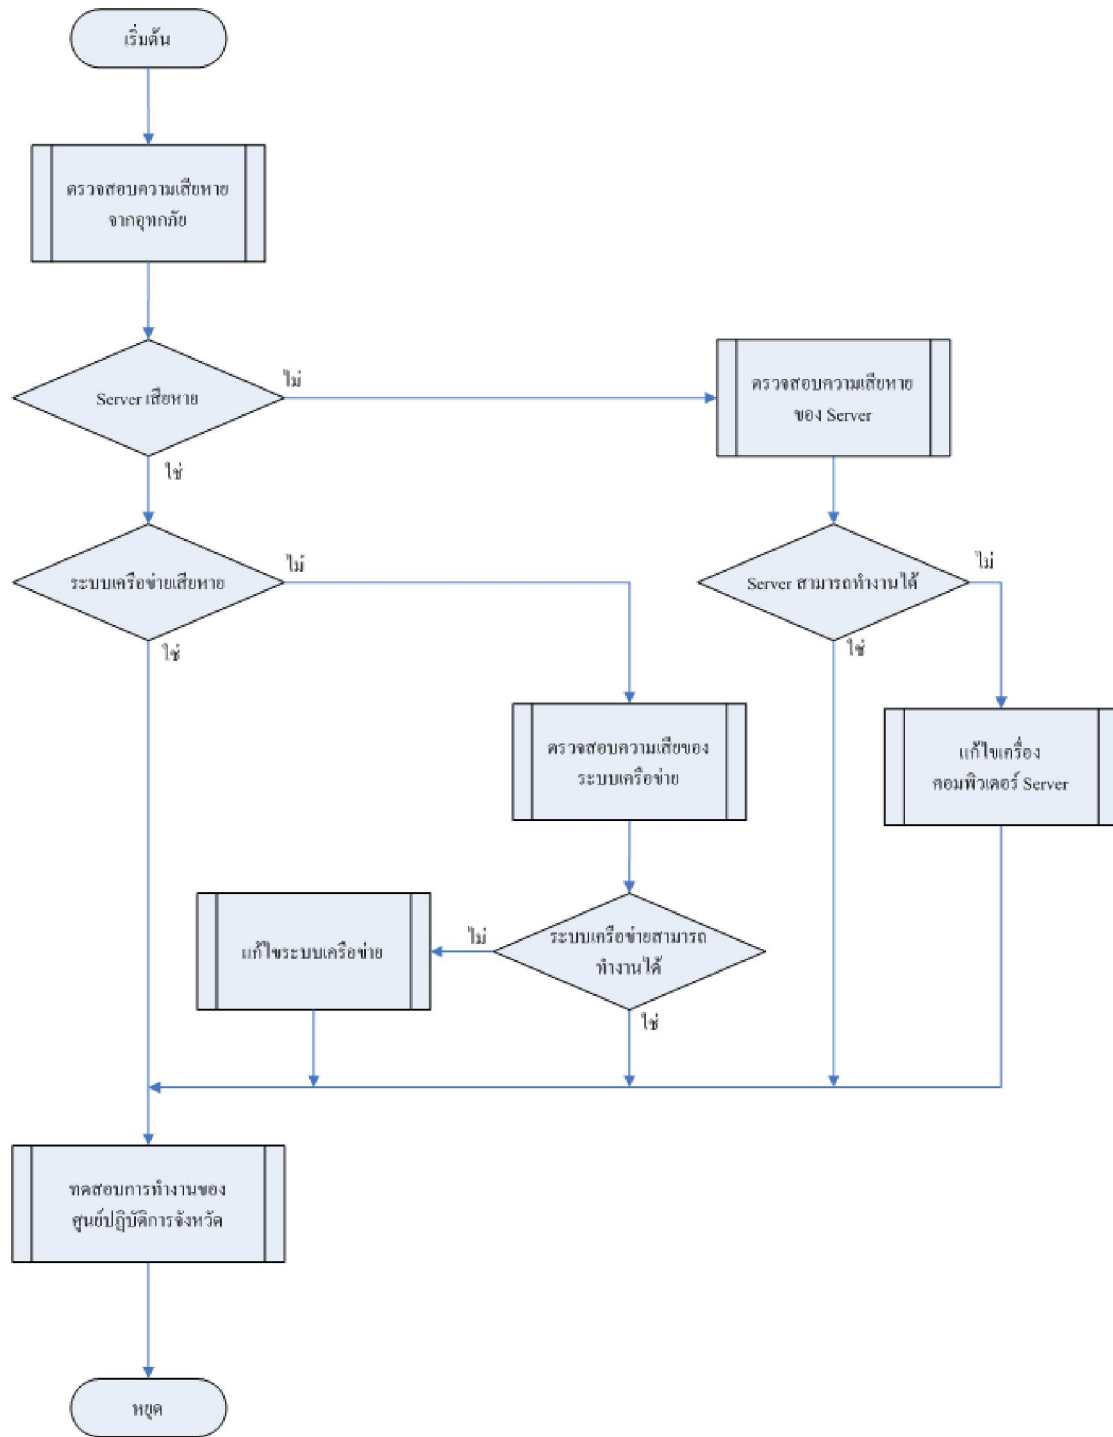 เริ่มต้น
ตรวจสอบความเสียหาย
จากอุทกภัย
Server เสียหาย
ไม่
ใช่
ตรวจสอบความเสียหาย
ของ Server
ระบบเครือข่ายเสียหาย
ไม่
ใช่
Server สามารถทำงานได้
ไม่
ใช่
ตรวจสอบความเสียของ
ระบบเครือข่าย
แก้ไขเครื่อง
คอมพิวเตอร์ Server
แก้ไขระบบเครือข่าย
ไม่
ระบบเครือข่ายสามารถ
ทำงานได้
ใช่
ทดสอบการทำงานของ
ศูนย์ปฏิบัติการจังหวัด
หยุด